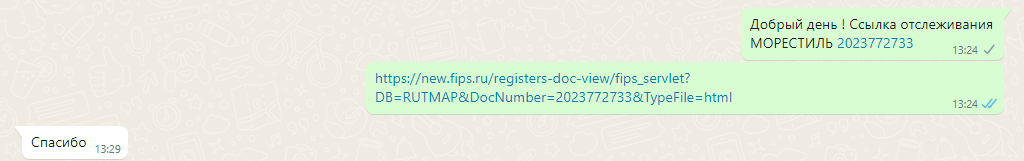 Добрый день ! Ссылка отслеживания
МОРЕСТИЛЬ 2023772733
13:24
https://new.fips.ru/registers-doc-view/fips_servlet?
DB=RUTMAP&DocNumber=2023772733&TypeFile=html
13:24
Спасибо
13:29